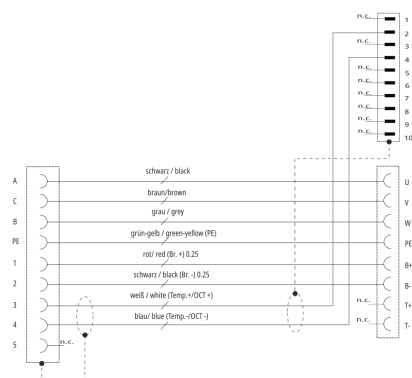 n.c. 1
2
n.c. 3
4
n.c. 5
n.c. 6
n.c. 7
n.c. 8
n.c. 9
n.c. 10
A schwarz / black U
C braun/brown V
B grau / grey W
PE grün-gelb / green-yellow (PE) PE
1 rot/ red (Br. +) 0.25 B+
2 schwarz / black (Br. -) 0.25 B-
3 weiß / white (Temp.+/OCT +) n.c. T+
4 blau/ blue (Temp.-/OCT -) n.c. T-
5 n.c.